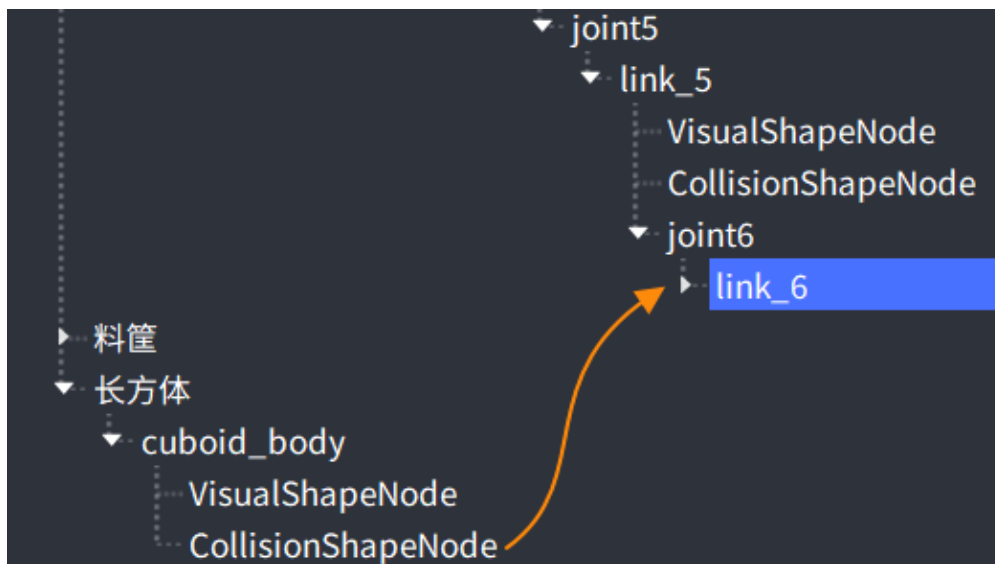 joint5
link_5
VisualShapeNode
CollisionShapeNode
joint6
link_6
料筐
长方体
cuboid_body
VisualShapeNode
CollisionShapeNode